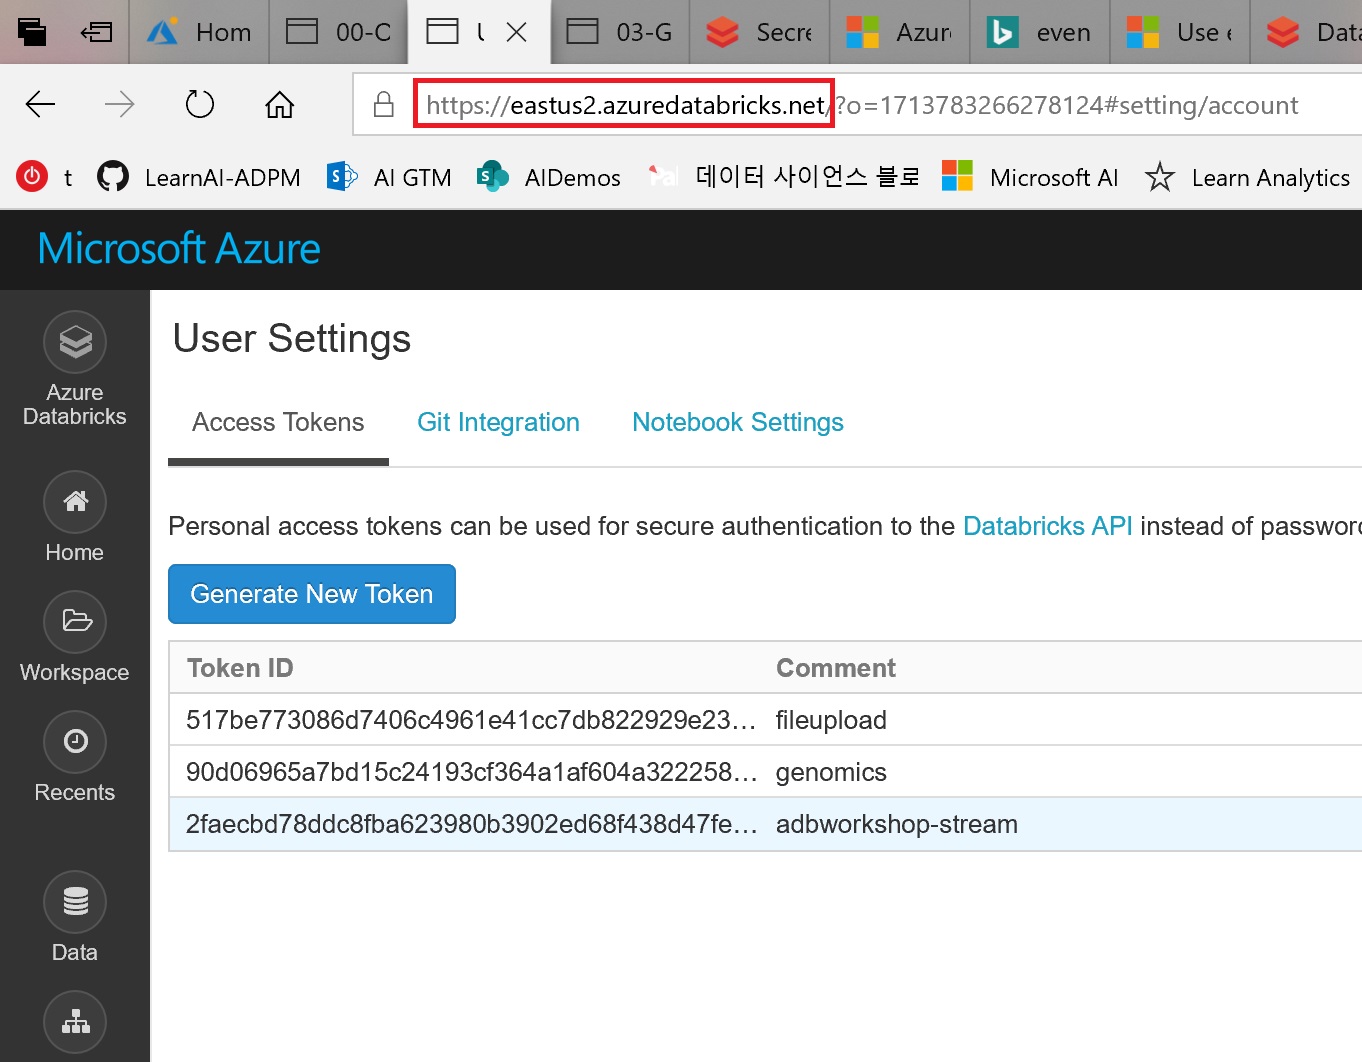 Hom 00-C 03-G Secre Azur even Use e Data
https://eastus2.azuredatabricks.net/?o=1713783266278124#setting/account
t LearnAI-ADPM AI GTM AIDemos 데이터 사이언스 블로 Microsoft AI Learn Analytics
Microsoft Azure
Azure
Databricks
Home
Workspace
Recents
Data
User Settings
Access Tokens Git Integration Notebook Settings
Personal access tokens can be used for secure authentication to the Databricks API instead of password
Generate New Token
Token ID Comment
517be773086d7406c4961e41cc7db822929e23... fileupload
90d06965a7bd15c24193cf364a1af604a322258... genomics
2faecbd78ddc8fba623980b3902ed68f438d47fe... adbworkshop-stream